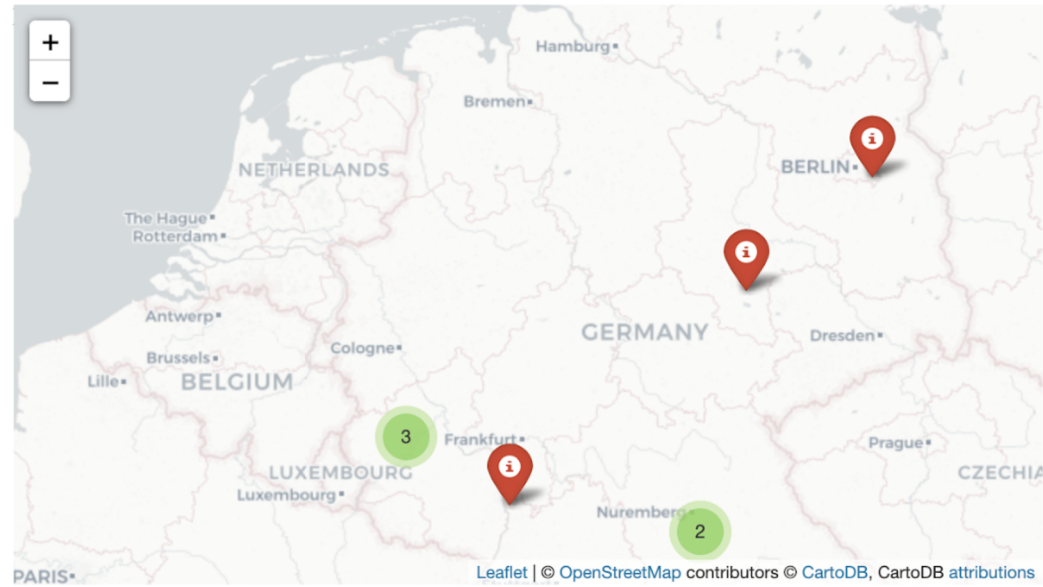 +
Hamburg
−
Bremen
BERLIN
NETHERLANDS
The Hague
Rotterdam
Antwerp
GERMANY
Dresden
Cologne
Brussels
Lille
BELGIUM
3
Frankfurt
Prague
LUXEMBOURG
CZECHIA
Luxembourg
Nuremberg
2
PARIS
Leaflet | © OpenStreetMap contributors © CartoDB, CartoDB attributions